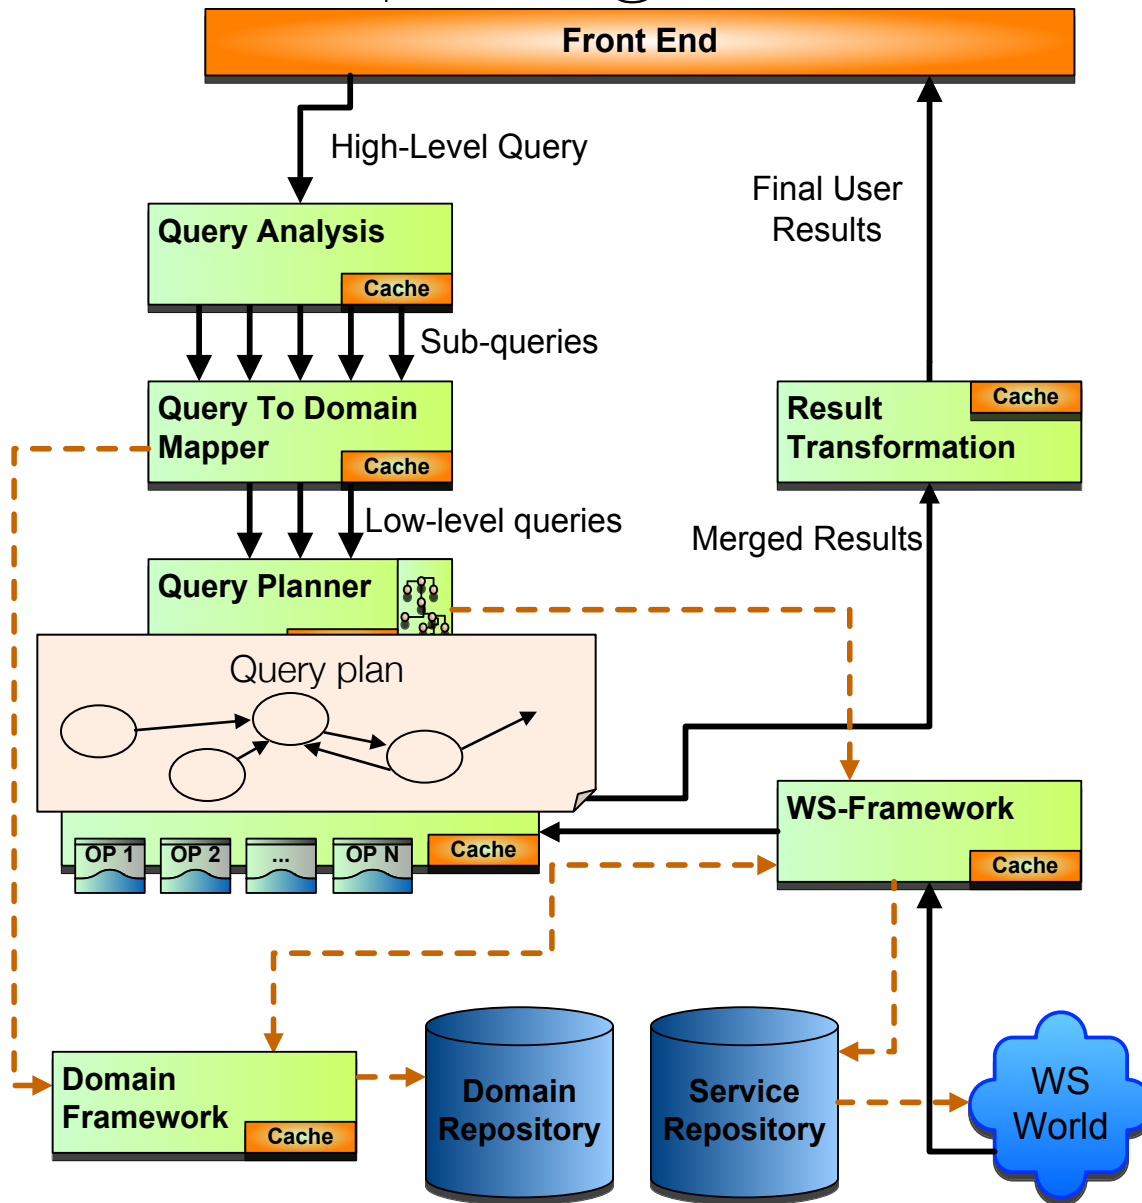 Front End
High-Level Query
Final User
Results
Query Analysis
Cache
Sub-queries
Query To Domain
Mapper
Cache
Result
Transformation
Cache
Low-level queries
Merged Results
Query Planner
Query plan
WS-Framework
Cache
OP 1
OP 2
...
OP N
Cache
Domain
Framework
Cache
Domain
Repository
Service
Repository
WS
World